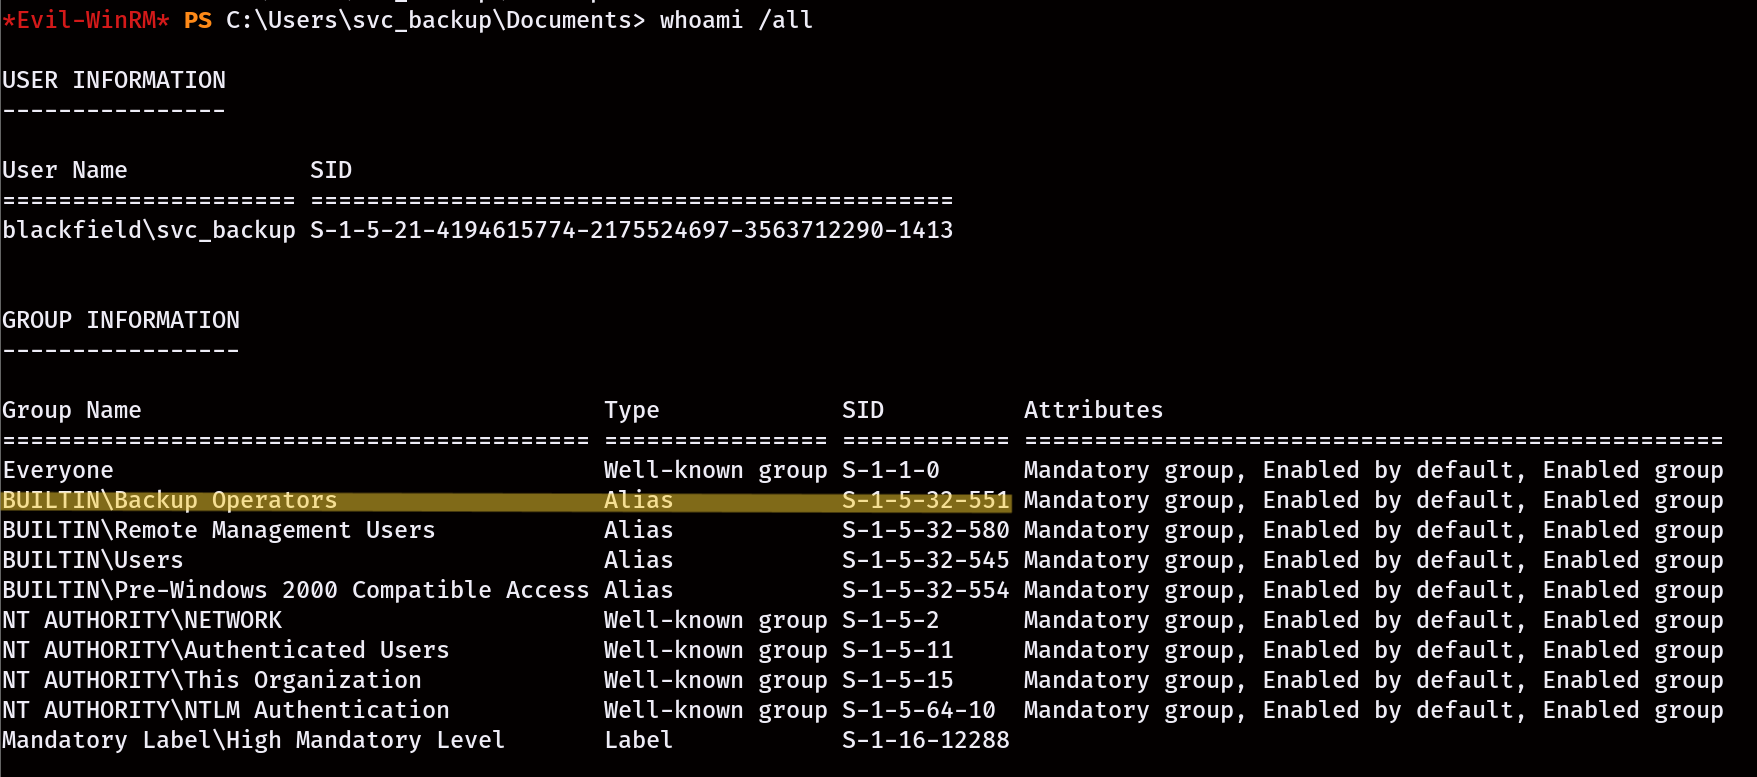 *Evil-WinRM* PS C:\Users\svc_backup\Documents> whoami /all
USER INFORMATION
----------------
User Name             SID
===================== ==============================================
blackfield\svc_backup S-1-5-21-4194615774-2175524697-3563712290-1413
GROUP INFORMATION
-----------------
Group Name                                 Type             SID          Attributes
========================================== ================ ============ ==================================================
Everyone                                   Well-known group S-1-1-0      Mandatory group, Enabled by default, Enabled group
BUILTIN\Backup Operators                   Alias            S-1-5-32-551 Mandatory group, Enabled by default, Enabled group
BUILTIN\Remote Management Users            Alias            S-1-5-32-580 Mandatory group, Enabled by default, Enabled group
BUILTIN\Users                              Alias            S-1-5-32-545 Mandatory group, Enabled by default, Enabled group
BUILTIN\Pre-Windows 2000 Compatible Access Alias            S-1-5-32-554 Mandatory group, Enabled by default, Enabled group
NT AUTHORITY\NETWORK                       Well-known group S-1-5-2      Mandatory group, Enabled by default, Enabled group
NT AUTHORITY\Authenticated Users           Well-known group S-1-5-11     Mandatory group, Enabled by default, Enabled group
NT AUTHORITY\This Organization             Well-known group S-1-5-15     Mandatory group, Enabled by default, Enabled group
NT AUTHORITY\NTLM Authentication           Well-known group S-1-5-64-10  Mandatory group, Enabled by default, Enabled group
Mandatory Label\High Mandatory Level       Label            S-1-16-12288